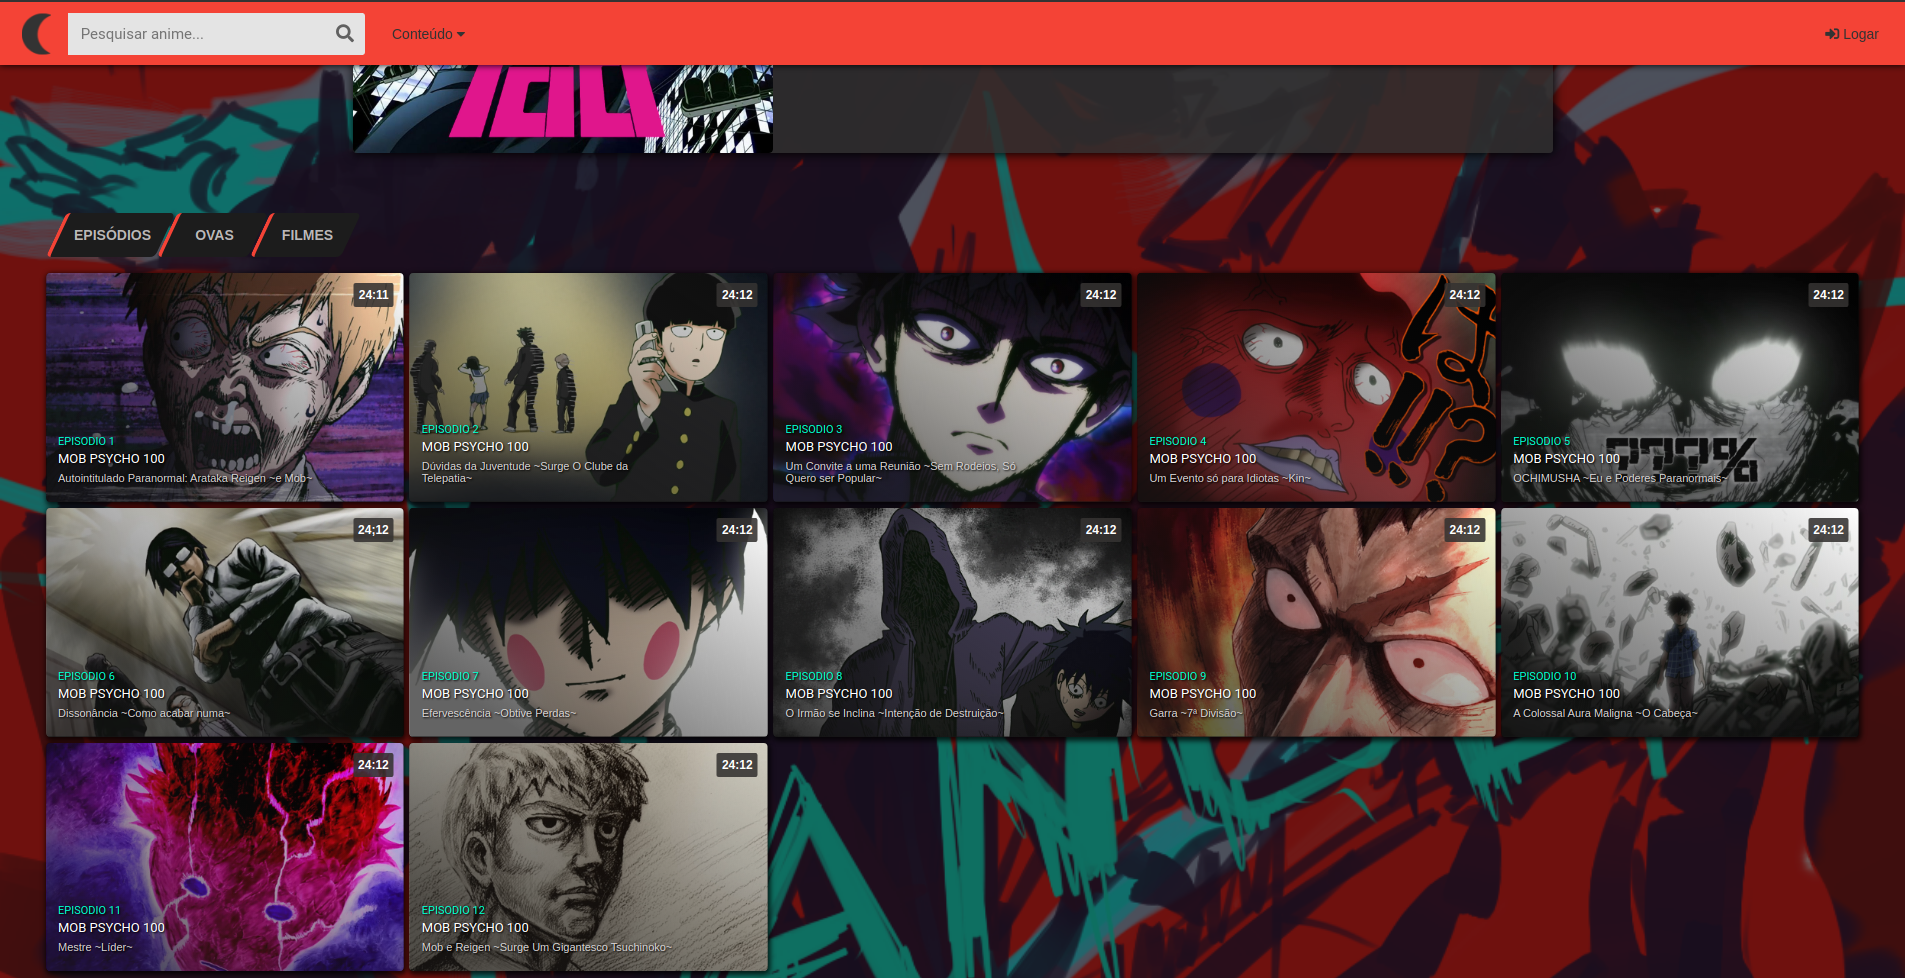 Pesquisar anime...
Conteúdo
Logar
EPISÓDIOS
OVAS
FILMES
24:11
EPISODIO 1
MOB PSYCHO 100
Autointitulado Paranormal: Arataka Reigen ~e Mob~
24:12
EPISODIO 2
MOB PSYCHO 100
Dúvidas da Juventude ~Surge O Clube da
Telepatia~
24:12
EPISODIO 3
MOB PSYCHO 100
Um Convite a uma Reunião ~Sem Rodeios, Só
Quero ser Popular~
24:12
EPISODIO 4
MOB PSYCHO 100
Um Evento só para Idiotas ~Kin~
24:12
EPISODIO 5
MOB PSYCHO 100
OCHIMUSHA ~Eu e Poderes Paranormais~
24;12
EPISODIO 6
MOB PSYCHO 100
Dissonância ~Como acabar numa~
24:12
EPISODIO 7
MOB PSYCHO 100
Efervescência ~Obtive Perdas~
24:12
EPISODIO 8
MOB PSYCHO 100
O Irmão se Inclina ~Intenção de Destruição~
24:12
EPISODIO 9
MOB PSYCHO 100
Garra ~7ª Divisão~
24:12
EPISODIO 10
MOB PSYCHO 100
A Colossal Aura Maligna ~O Cabeça~
24:12
EPISODIO 11
MOB PSYCHO 100
Mestre ~Líder~
24:12
EPISODIO 12
MOB PSYCHO 100
Mob e Reigen ~Surge Um Gigantesco Tsuchinoko~